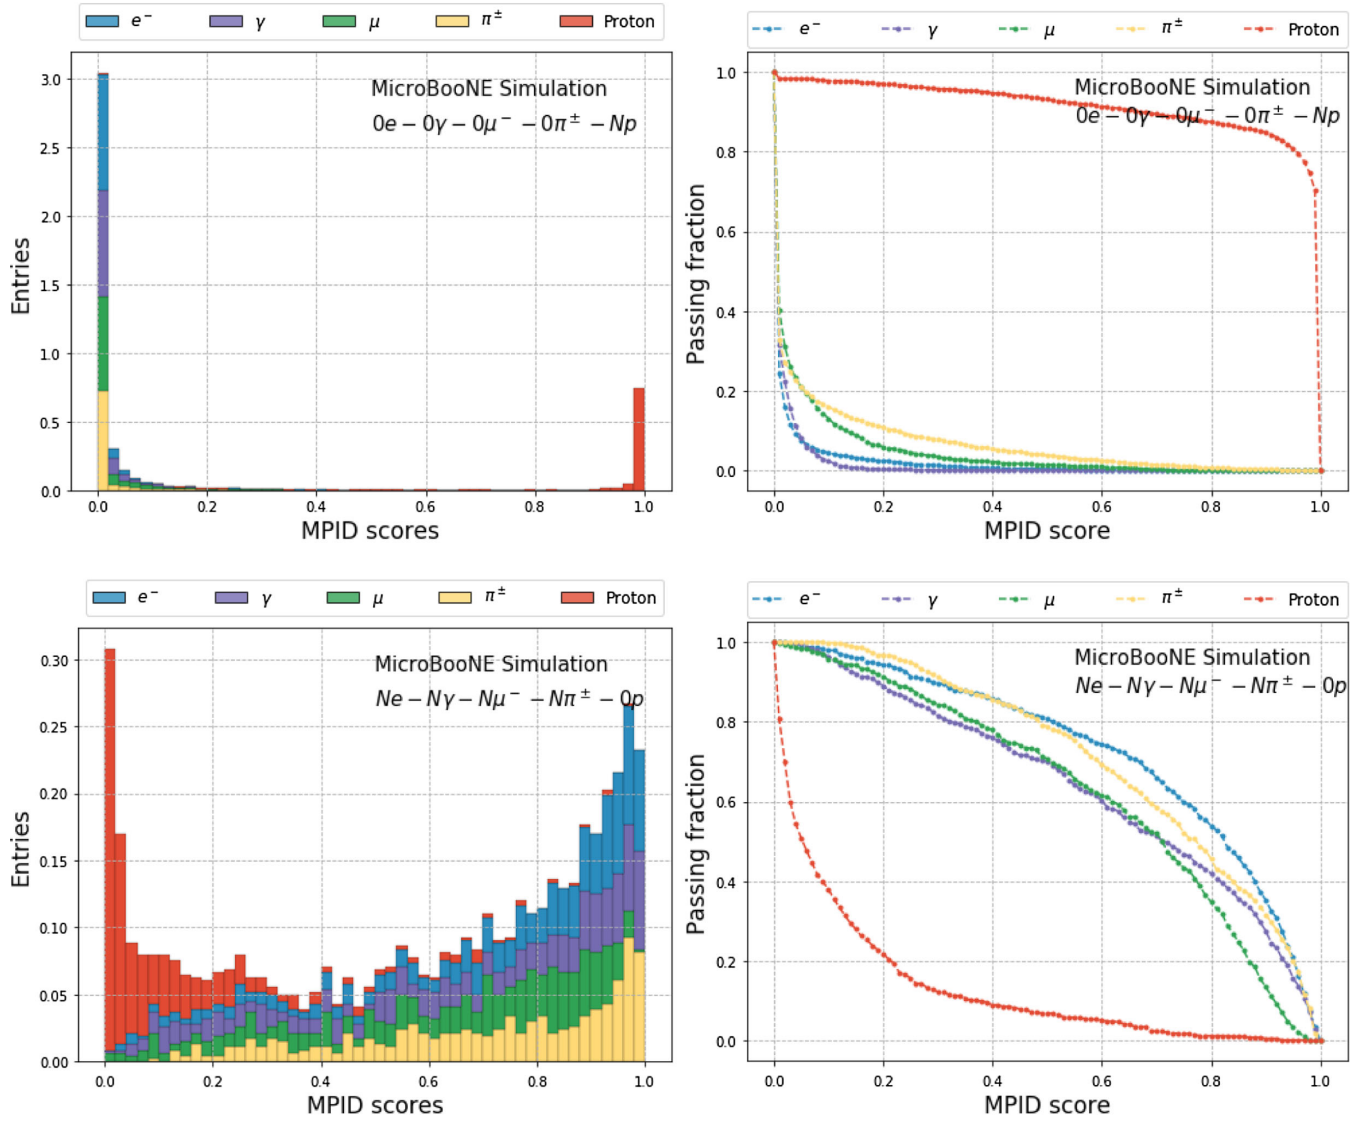 e⁻ γ μ π± Proton
MicroBooNE Simulation
0e − 0γ − 0μ⁻ − 0π± − Np
3.0
2.5
2.0
1.5
1.0
0.5
0.0
Entries
0.0 0.2 0.4 0.6 0.8 1.0
MPID scores
e⁻ γ μ π± Proton
MicroBooNE Simulation
0e − 0γ − 0μ⁻ − 0π± − Np
1.0
0.8
0.6
0.4
0.2
0.0
Passing fraction
0.0 0.2 0.4 0.6 0.8 1.0
MPID score
e⁻ γ μ π± Proton
MicroBooNE Simulation
Ne − Nγ − Nμ⁻ − Nπ± − 0p
0.30
0.25
0.20
0.15
0.10
0.05
0.00
Entries
0.0 0.2 0.4 0.6 0.8 1.0
MPID scores
e⁻ γ μ π± Proton
MicroBooNE Simulation
Ne − Nγ − Nμ⁻ − Nπ± − 0p
1.0
0.8
0.6
0.4
0.2
0.0
Passing fraction
0.0 0.2 0.4 0.6 0.8 1.0
MPID score